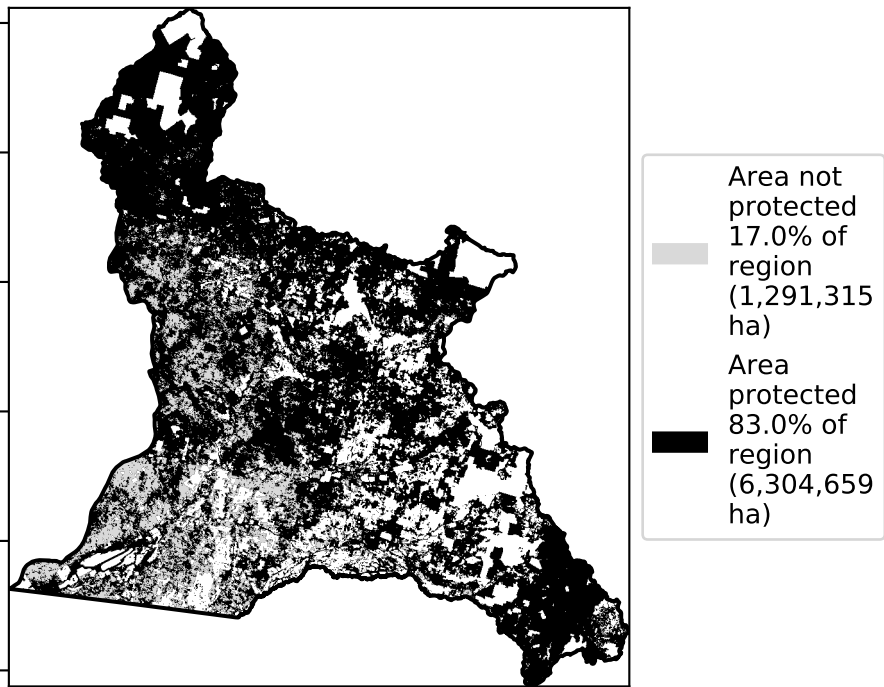 Area not
protected
17.0% of
region
(1,291,315
ha)
Area
protected
83.0% of
region
(6,304,659
ha)